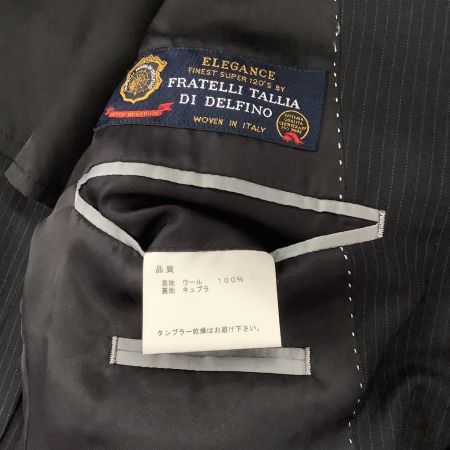 ELEGANCE
FINEST SUPER 120'S BY
FRATELLI TALLIA
DI DELFINO
WOVEN IN ITALY
品質
表地 ウール 100%
裏地 キュプラ
タンブラー乾燥はお避け下さい。